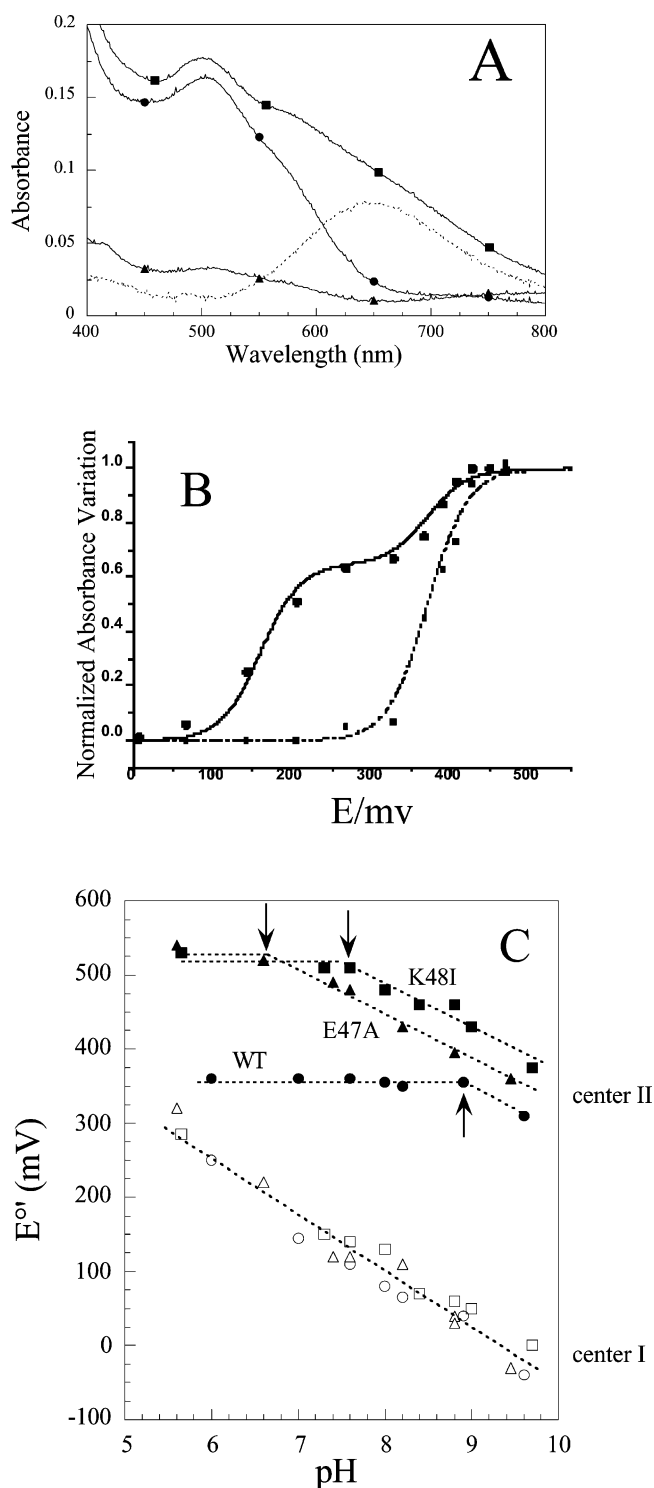 A
0.2
0.15
0.1
0.05
0
Absorbance
400 500 600 700 800
Wavelength (nm)
B
1.0
0.8
0.6
0.4
0.2
0.0
Normalized Absorbance Variation
0 100 200 300 400 500
E/mv
C
600
500
400
300
200
100
0
-100
E°' (mV)
K48I
E47A
WT
center II
center I
5 6 7 8 9 10
pH